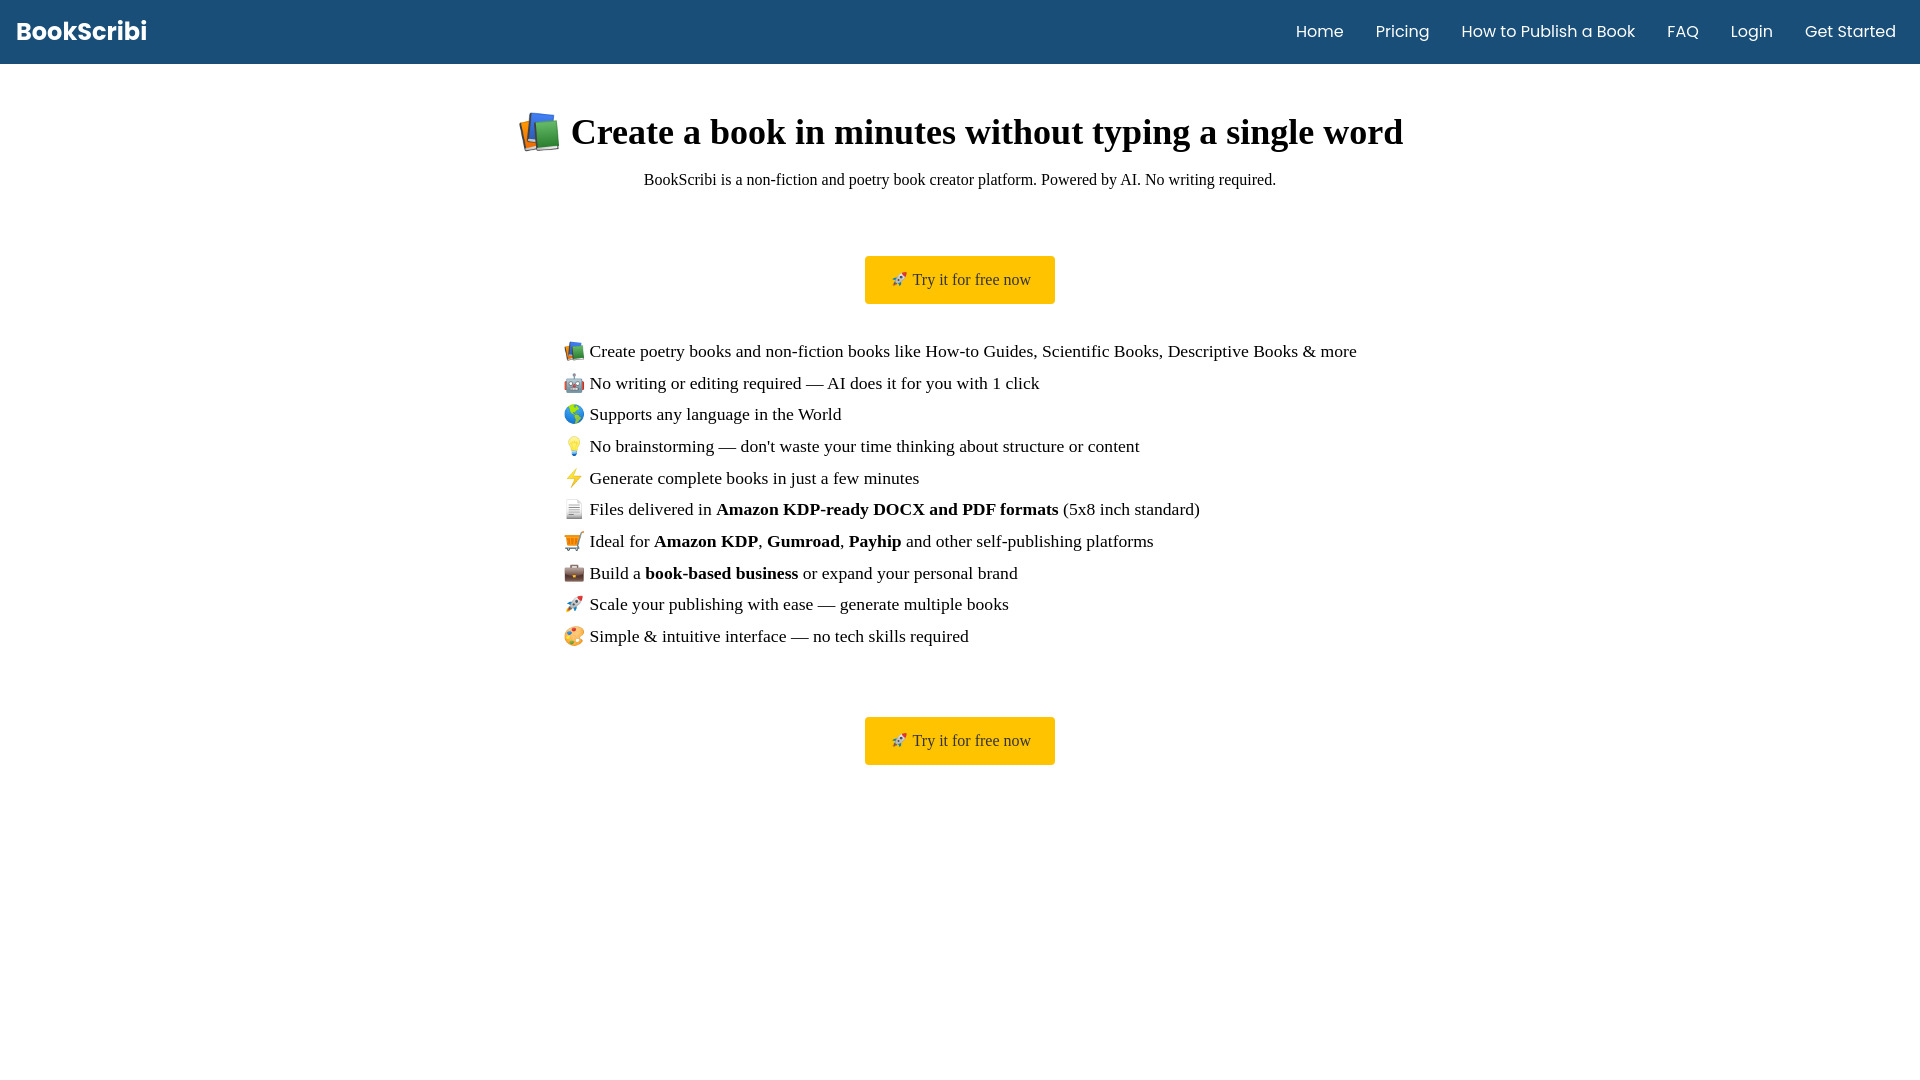 BookScribi
Home Pricing How to Publish a Book FAQ Login Get Started
📚 Create a book in minutes without typing a single word
BookScribi is a non-fiction and poetry book creator platform. Powered by AI. No writing required.
🚀 Try it for free now
📚 Create poetry books and non-fiction books like How-to Guides, Scientific Books, Descriptive Books & more
🤖 No writing or editing required — AI does it for you with 1 click
🌎 Supports any language in the World
💡 No brainstorming — don't waste your time thinking about structure or content
⚡ Generate complete books in just a few minutes
📄 Files delivered in Amazon KDP-ready DOCX and PDF formats (5x8 inch standard)
🛒 Ideal for Amazon KDP, Gumroad, Payhip and other self-publishing platforms
💼 Build a book-based business or expand your personal brand
🚀 Scale your publishing with ease — generate multiple books
🎨 Simple & intuitive interface — no tech skills required
🚀 Try it for free now